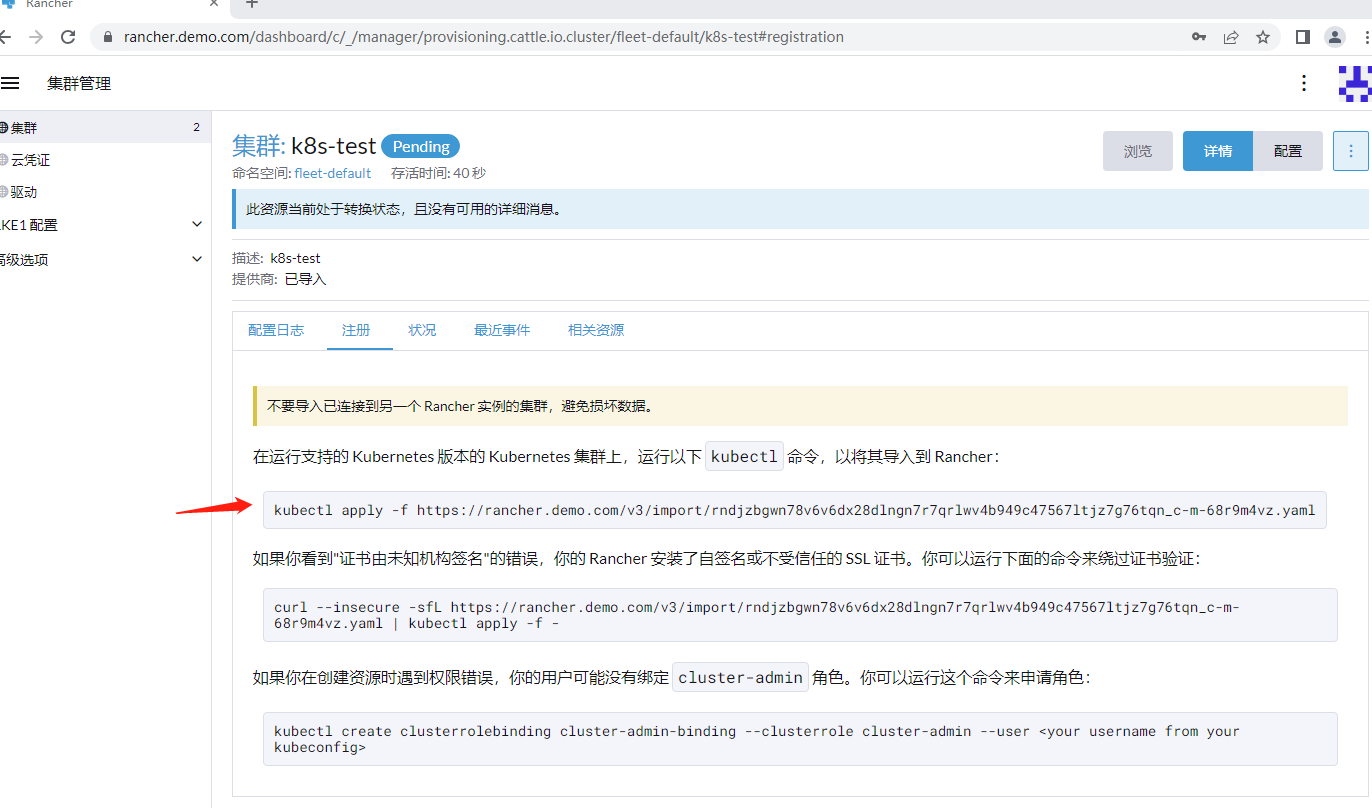 Rancher
rancher.demo.com/dashboard/c/_/manager/provisioning.cattle.io.cluster/fleet-default/k8s-test#registration
集群管理
集群 2
云凭证
驱动
KE1 配置
高级选项
集群: k8s-test Pending
命名空间: fleet-default 存活时间: 40 秒
浏览 详情 配置
此资源当前处于转换状态，且没有可用的详细消息。
描述: k8s-test
提供商: 已导入
配置日志 注册 状况 最近事件 相关资源
不要导入已连接到另一个 Rancher 实例的集群，避免损坏数据。
在运行支持的 Kubernetes 版本的 Kubernetes 集群上，运行以下 kubectl 命令，以将其导入到 Rancher：
kubectl apply -f https://rancher.demo.com/v3/import/rndjzbgwn78v6v6dx28dlngn7r7qrlwv4b949c47567ltjz7g76tqn_c-m-68r9m4vz.yaml
如果你看到"证书由未知机构签名"的错误，你的 Rancher 安装了自签名或不受信任的 SSL 证书。你可以运行下面的命令来绕过证书验证：
curl --insecure -sfL https://rancher.demo.com/v3/import/rndjzbgwn78v6v6dx28dlngn7r7qrlwv4b949c47567ltjz7g76tqn_c-m-
68r9m4vz.yaml | kubectl apply -f -
如果你在创建资源时遇到权限错误，你的用户可能没有绑定 cluster-admin 角色。你可以运行这个命令来申请角色：
kubectl create clusterrolebinding cluster-admin-binding --clusterrole cluster-admin --user <your username from your
kubeconfig>